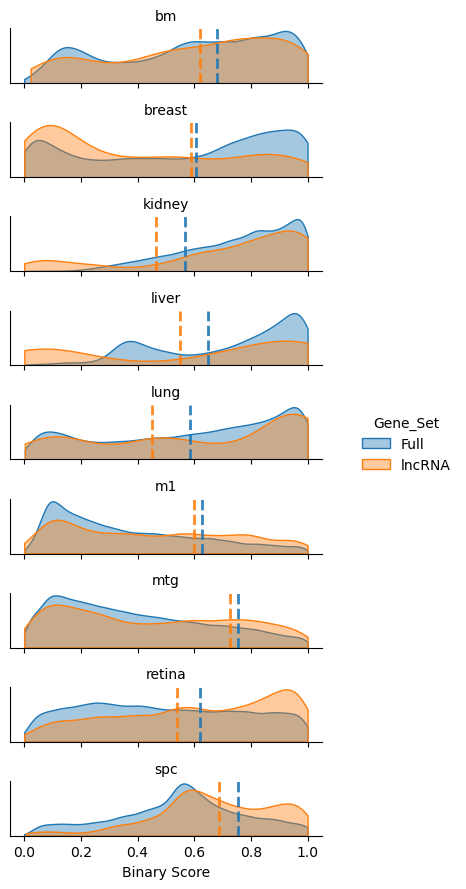 bm
breast
kidney
liver
lung
Gene_Set
Full
lncRNA
m1
mtg
retina
spc
0.0 0.2 0.4 0.6 0.8 1.0
Binary Score